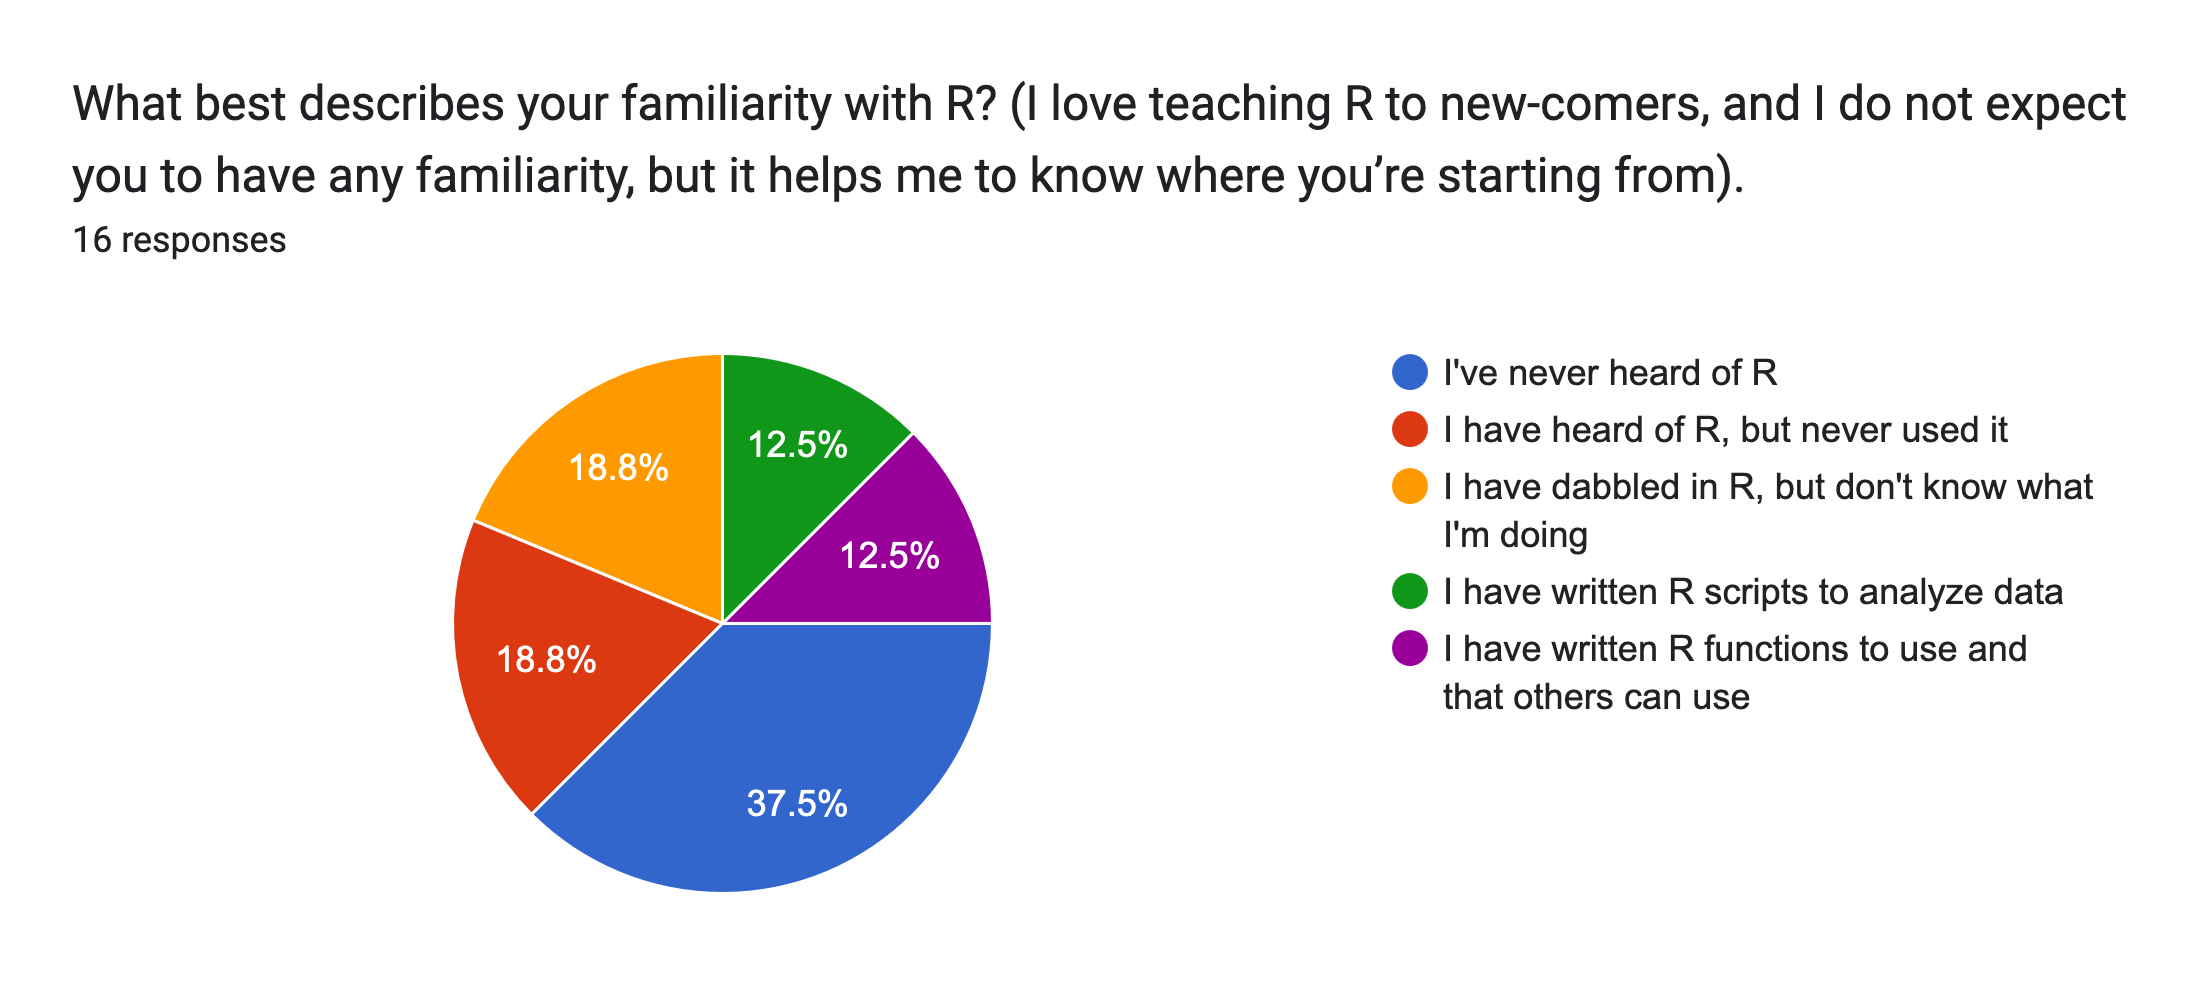 What best describes your familiarity with R? (I love teaching R to new-comers, and I do not expect
you to have any familiarity, but it helps me to know where you’re starting from).
16 responses
12.5%
18.8%
12.5%
18.8%
37.5%
I've never heard of R
I have heard of R, but never used it
I have dabbled in R, but don't know what
I'm doing
I have written R scripts to analyze data
I have written R functions to use and
that others can use